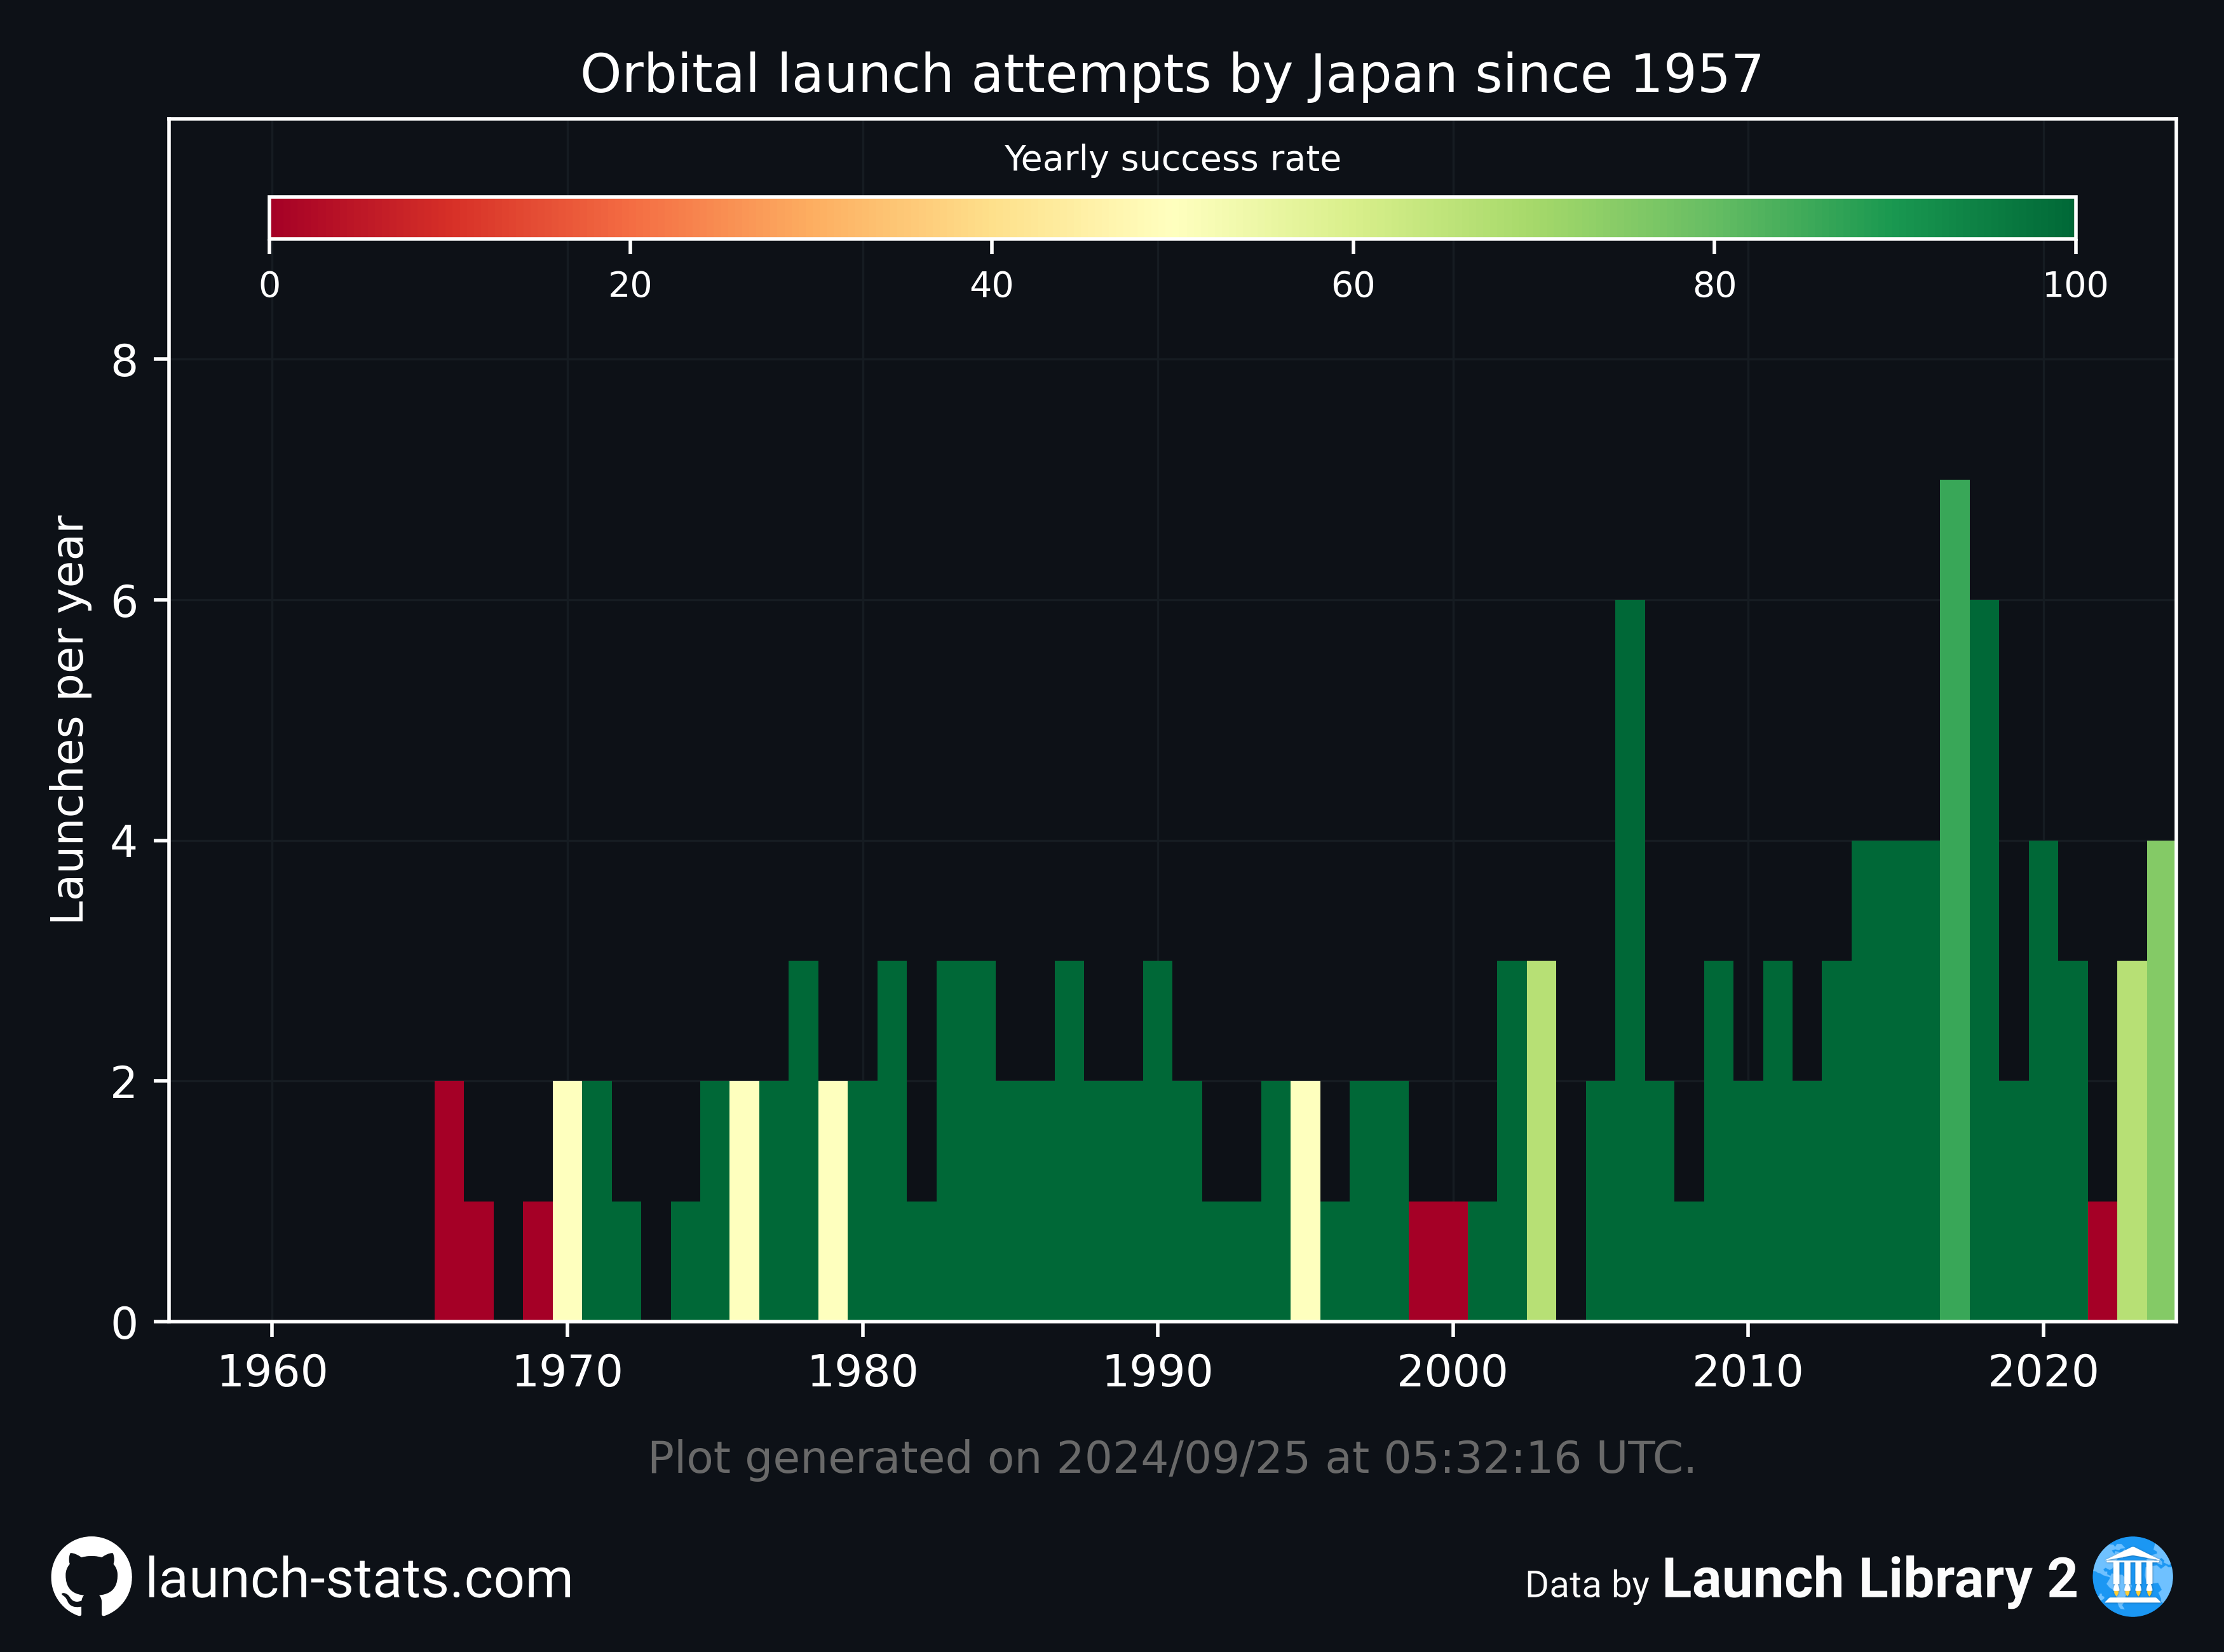 Orbital launch attempts by Japan since 1957
Yearly success rate
0 20 40 60 80 100
Launches per year
8
6
4
2
0
1960 1970 1980 1990 2000 2010 2020
Plot generated on 2024/09/25 at 05:32:16 UTC.
launch-stats.com
Data by Launch Library 2